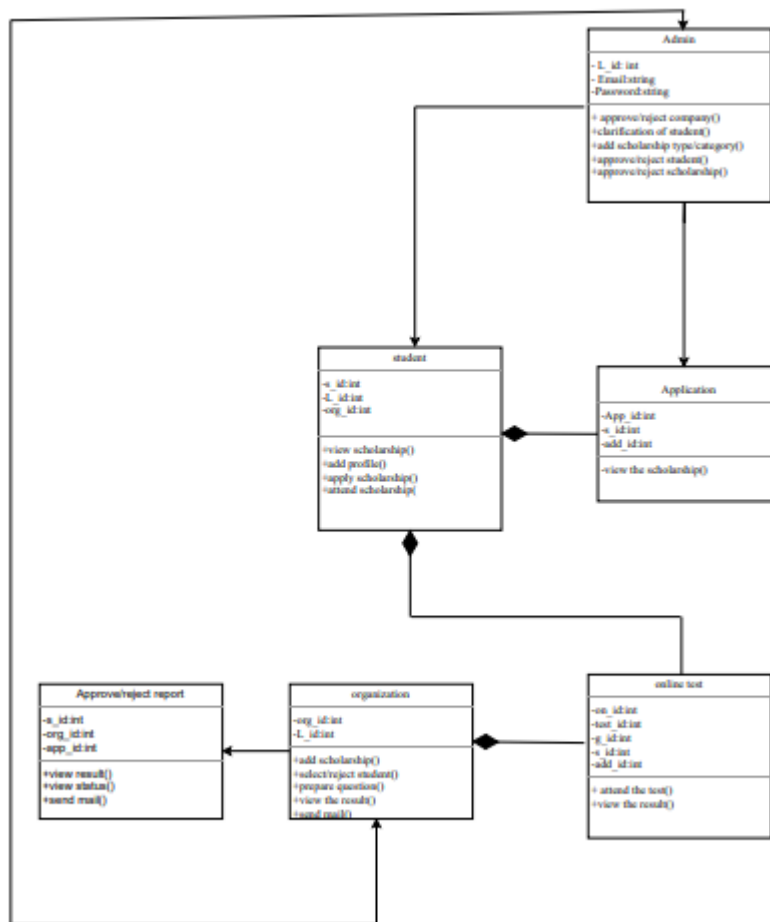 Admin
- L_id: int
- Email:string
-Password:string
+ approve/reject company()
+clarification of student()
+add scholarship type/category()
+approve/reject student()
+approve/reject scholarship()
student
-s_id:int
-L_id:int
-org_id:int
+view scholarship()
+add profile()
+apply scholarship()
+attend scholarship(
Application
-App_id:int
-s_id:int
-add_id:int
-view the scholarship()
Approve/reject report
-s_id:int
-org_id:int
-app_id:int
+view result()
+view status()
+send mail()
organization
-org_id:int
-L_id:int
+add scholarship()
+select/reject student()
+prepare question()
+view the result()
+send mail()
online test
-on_id:int
-test_id:int
-g_id:int
-s_id:int
-add_id:int
+ attend the test()
+view the result()